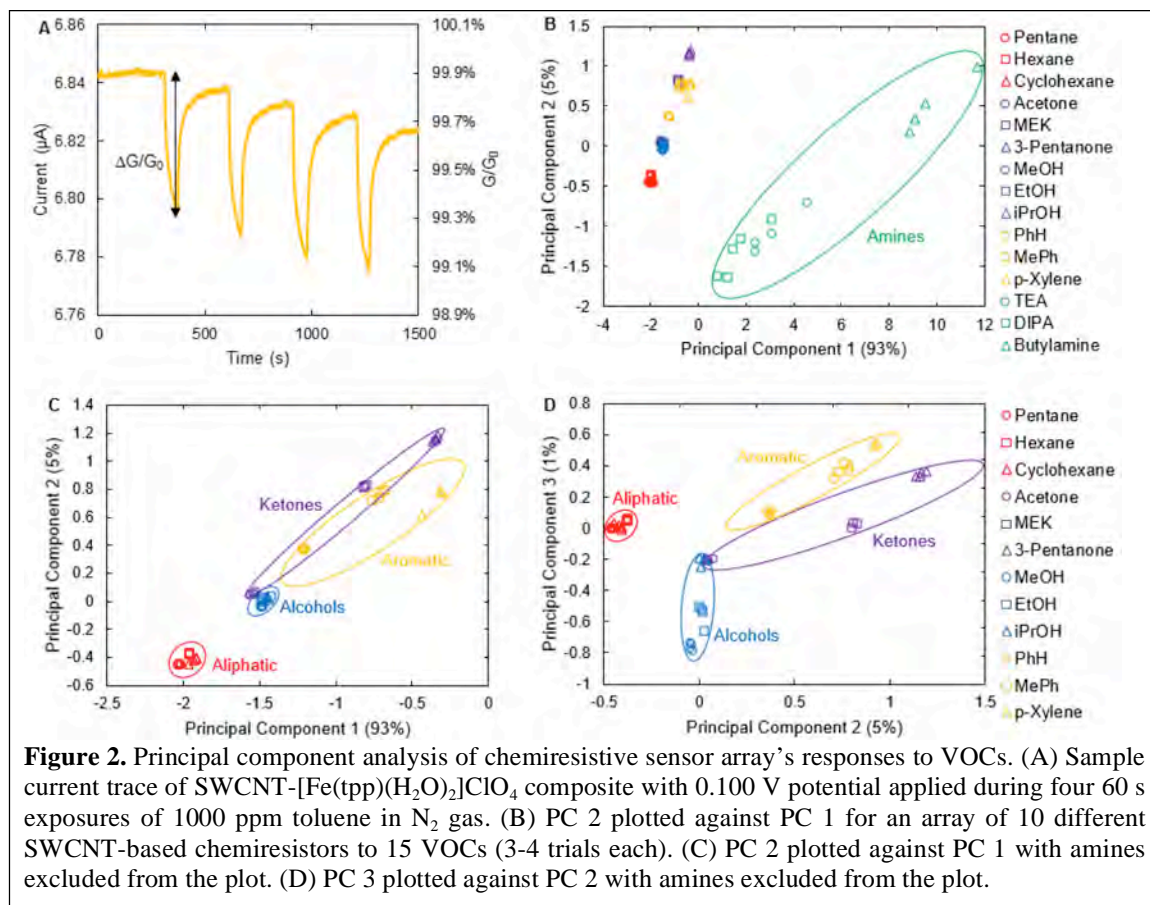 A
6.86
6.84
6.82
6.80
6.78
6.76
Current (µA)
ΔG/G0
100.1%
99.9%
99.7%
99.5%
99.3%
99.1%
98.9%
G/G0
0
500
1000
1500
Time (s)
B
1.5
1
0.5
0
-0.5
-1
-1.5
-2
Principal Component 2 (5%)
Amines
-4
-2
0
2
4
6
8
10
12
Principal Component 1 (93%)
Pentane
Hexane
Cyclohexane
Acetone
MEK
3-Pentanone
MeOH
EtOH
iPrOH
PhH
MePh
p-Xylene
TEA
DIPA
Butylamine
C
1.4
1.2
1
0.8
0.6
0.4
0.2
0
-0.2
-0.4
-0.6
Principal Component 2 (5%)
Ketones
Aromatic
Alcohols
Aliphatic
-2.5
-2
-1.5
-1
-0.5
0
Principal Component 1 (93%)
D
0.8
0.6
0.4
0.2
0
-0.2
-0.4
-0.6
-0.8
-1
Principal Component 3 (1%)
Aromatic
Aliphatic
Ketones
Alcohols
-0.5
0
0.5
1
1.5
Principal Component 2 (5%)
Pentane
Hexane
Cyclohexane
Acetone
MEK
3-Pentanone
MeOH
EtOH
iPrOH
PhH
MePh
p-Xylene
Figure 2. Principal component analysis of chemiresistive sensor array's responses to VOCs. (A) Sample
current trace of SWCNT-[Fe(tpp)(H2O)2]ClO4 composite with 0.100 V potential applied during four 60 s
exposures of 1000 ppm toluene in N2 gas. (B) PC 2 plotted against PC 1 for an array of 10 different
SWCNT-based chemiresistors to 15 VOCs (3-4 trials each). (C) PC 2 plotted against PC 1 with amines
excluded from the plot. (D) PC 3 plotted against PC 2 with amines excluded from the plot.